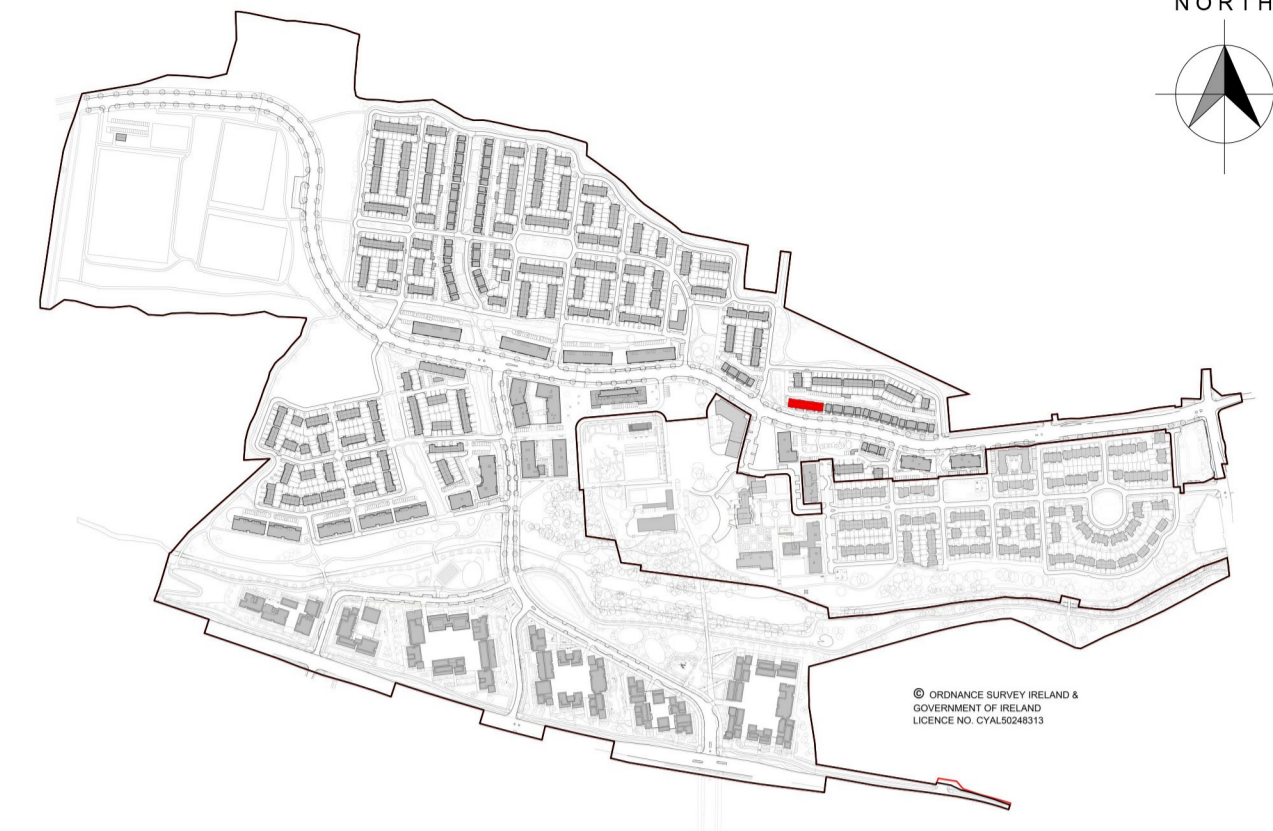 NORTH
© ORDNANCE SURVEY IRELAND &
GOVERNMENT OF IRELAND
LICENCE NO. CYAL50248313